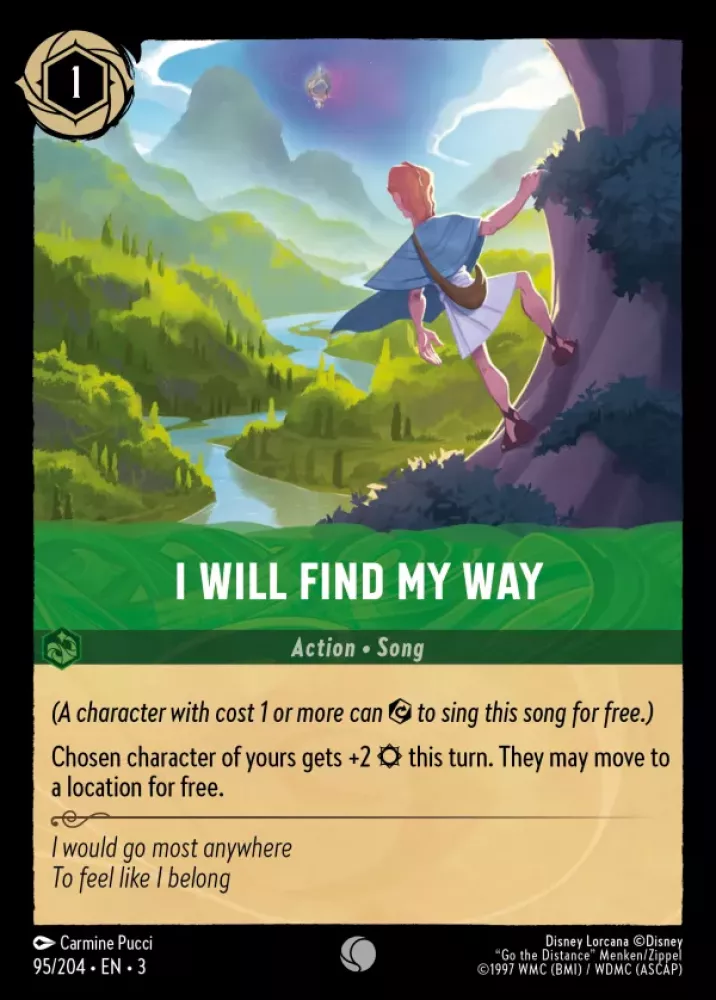 1
I WILL FIND MY WAY
Action • Song
(A character with cost 1 or more can to sing this song for free.)
Chosen character of yours gets +2 this turn. They may move to
a location for free.
I would go most anywhere
To feel like I belong
Carmine Pucci
95/204 • EN • 3
Disney Lorcana ©Disney
“Go the Distance” Menken/Zippel
©1997 WMC (BMI) / WDMC (ASCAP)